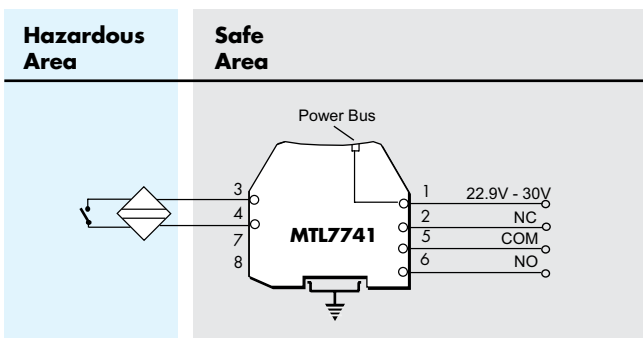 Hazardous Area
Safe Area
Power Bus
3
4
7
8
MTL7741
1
2
5
6
22.9V - 30V
NC
COM
NO